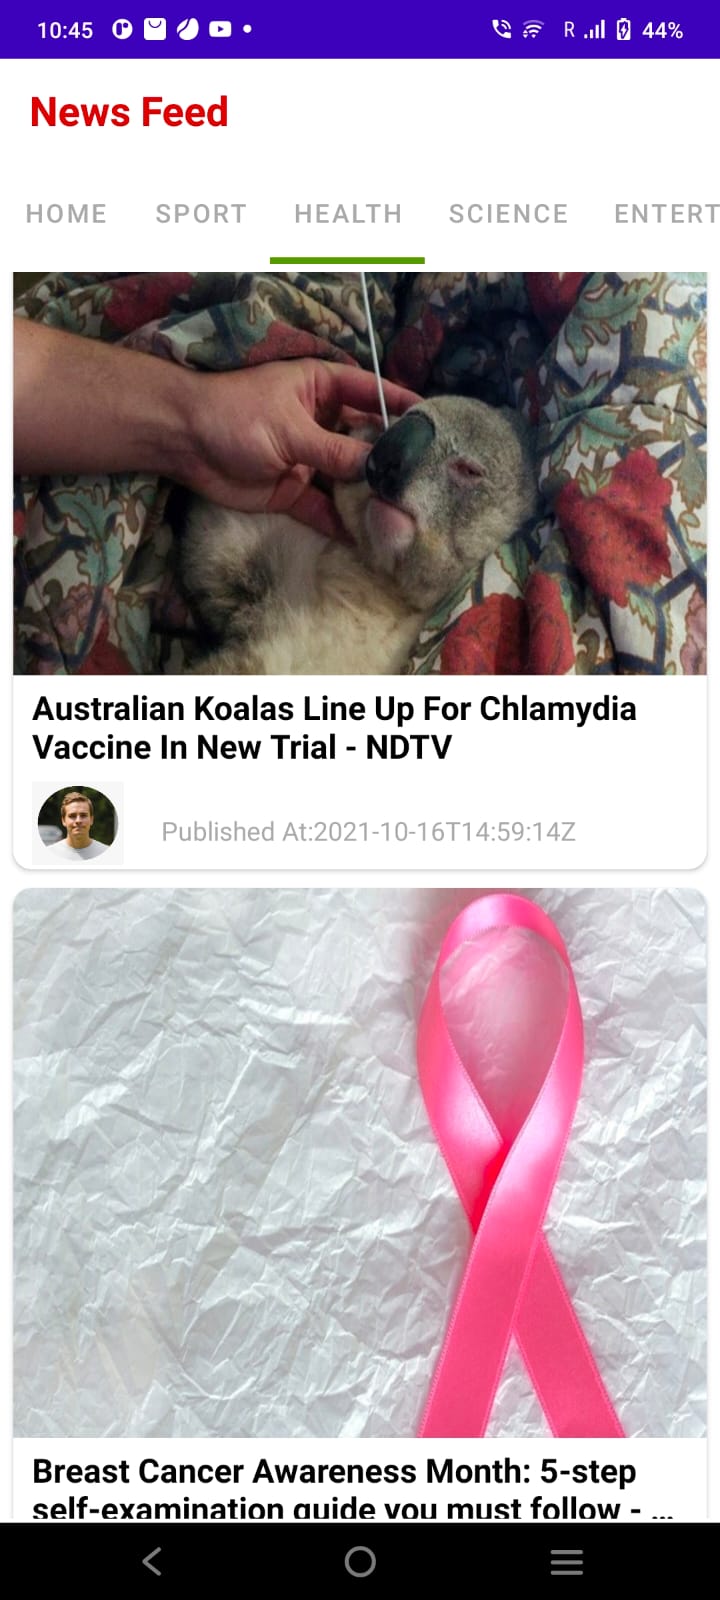 10:45 R 44%
News Feed
HOME SPORT HEALTH SCIENCE ENTERT
Australian Koalas Line Up For Chlamydia
Vaccine In New Trial - NDTV
Published At:2021-10-16T14:59:14Z
Breast Cancer Awareness Month: 5-step
self-examination guide you must follow - ...